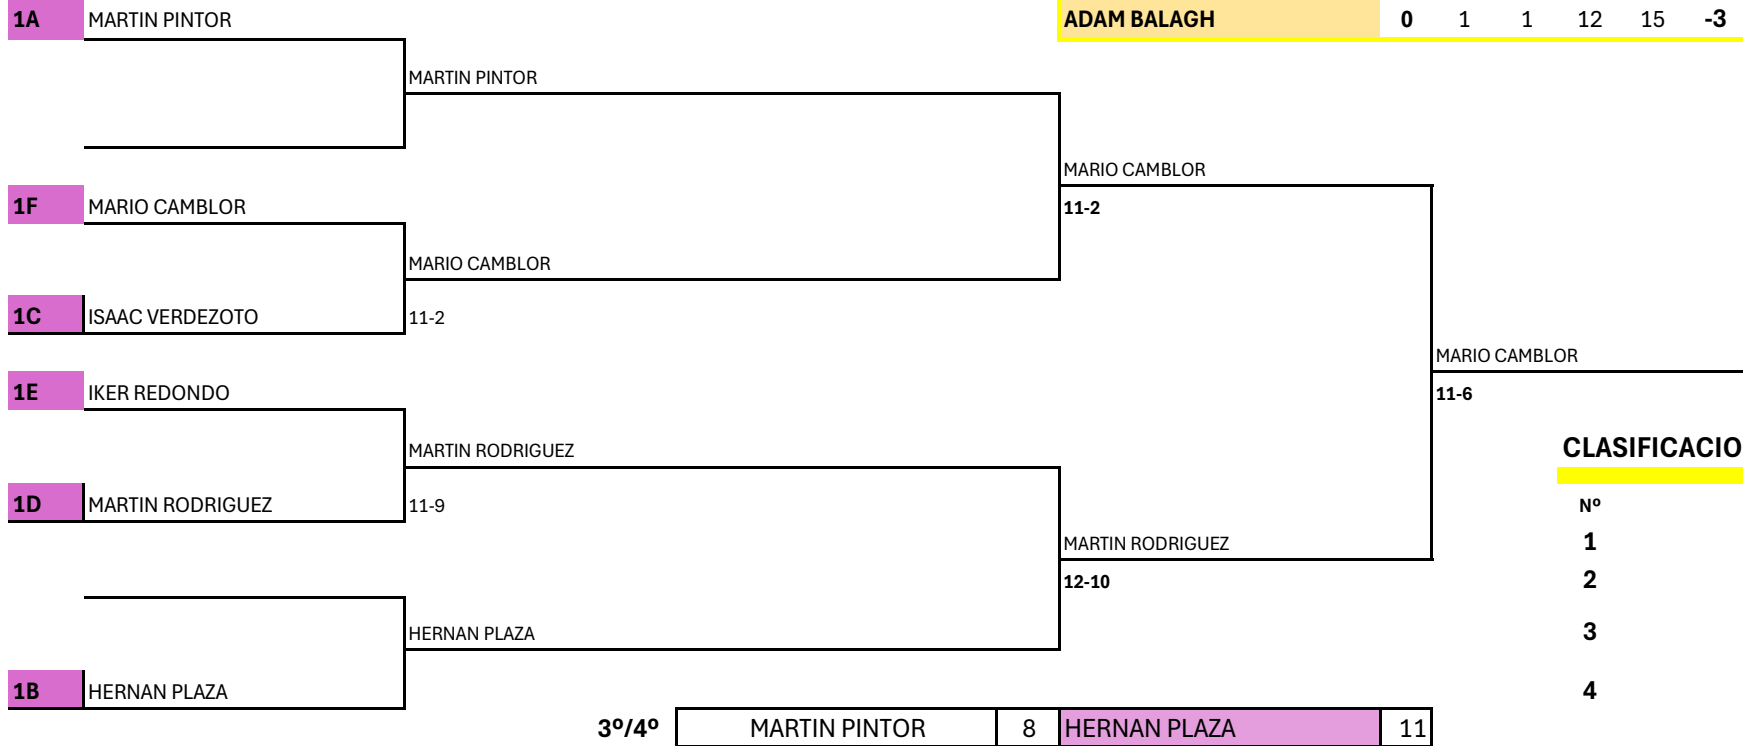 1A MARTIN PINTOR
ADAM BALAGH 0 1 1 12 15 -3
MARTIN PINTOR
MARIO CAMBLOR
1F MARIO CAMBLOR
11-2
MARIO CAMBLOR
1C ISAAC VERDEZOTO
11-2
MARIO CAMBLOR
1E IKER REDONDO
11-6
CLASIFICACIO
MARTIN RODRIGUEZ
1D MARTIN RODRIGUEZ
11-9
Nº
1
MARTIN RODRIGUEZ
12-10
2
HERNAN PLAZA
3
1B HERNAN PLAZA
4
3º/4º MARTIN PINTOR 8 HERNAN PLAZA 11